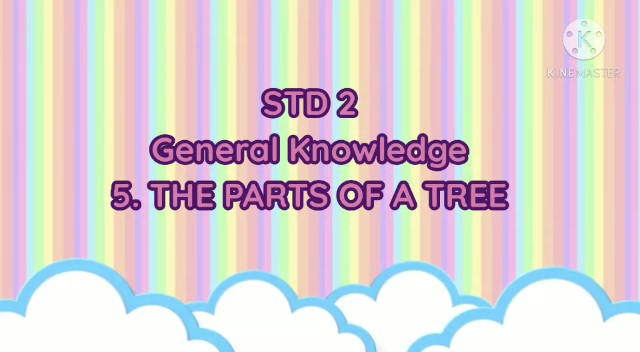 K
KINEMASTER
STD 2
General Knowledge
5. THE PARTS OF A TREE